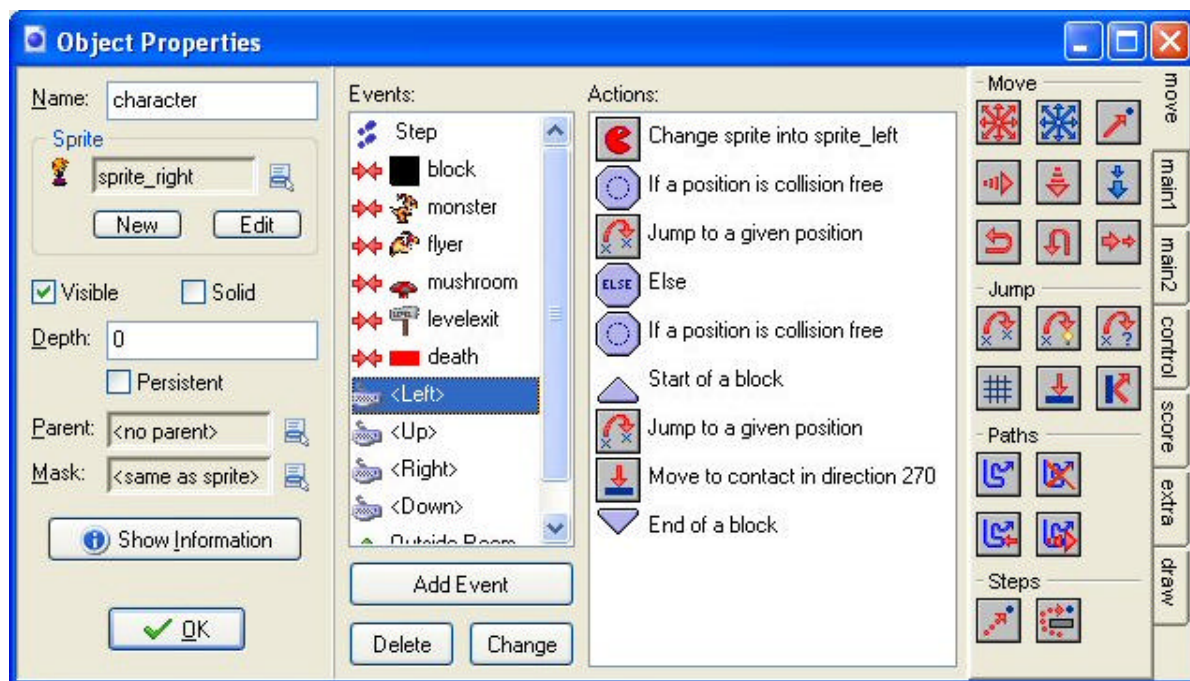 Object Properties
Name: character
Sprite
sprite_right
New Edit
Visible Solid
Depth: 0
Persistent
Parent: <no parent>
Mask: <same as sprite>
Show Information
OK
Events:
Step
block
monster
flyer
mushroom
levelexit
death
<Left>
<Up>
<Right>
<Down>
Outside Room
Add Event
Delete Change
Actions:
Change sprite into sprite_left
If a position is collision free
Jump to a given position
ELSE Else
If a position is collision free
Start of a block
Jump to a given position
Move to contact in direction 270
End of a block
Move
Jump
Paths
Steps
move
main1
main2
control
score
extra
draw